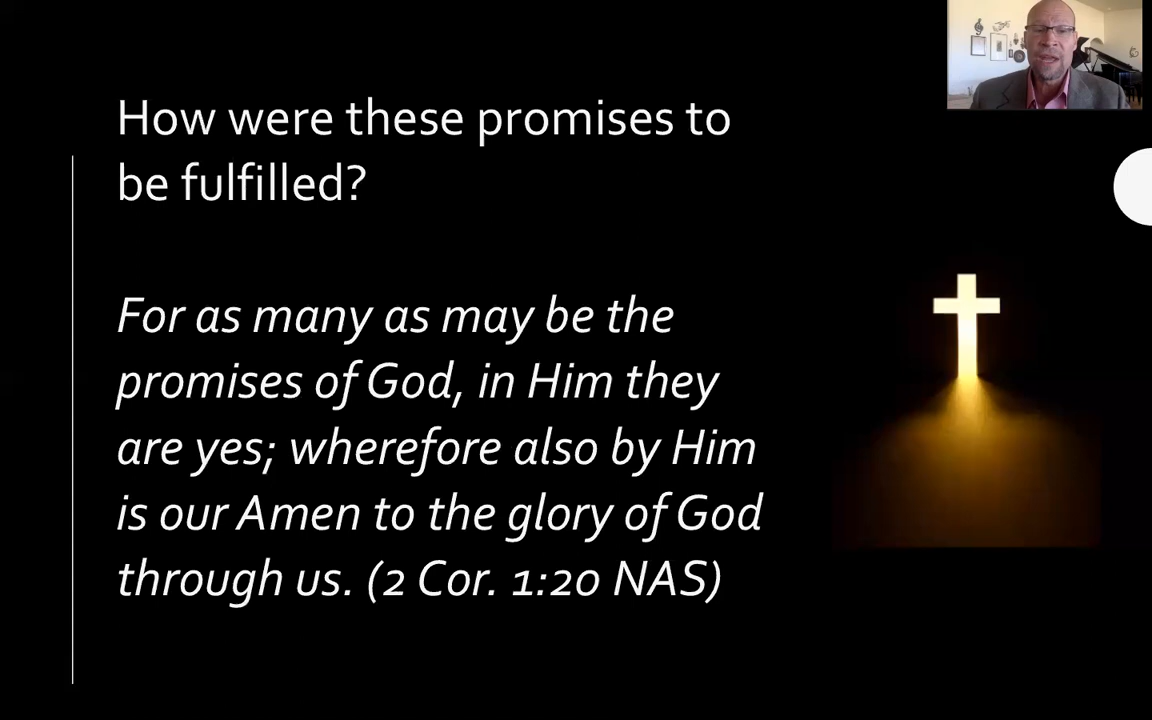 How were these promises to
be fulfilled?
For as many as may be the
promises of God, in Him they
are yes; wherefore also by Him
is our Amen to the glory of God
through us. (2 Cor. 1:20 NAS)